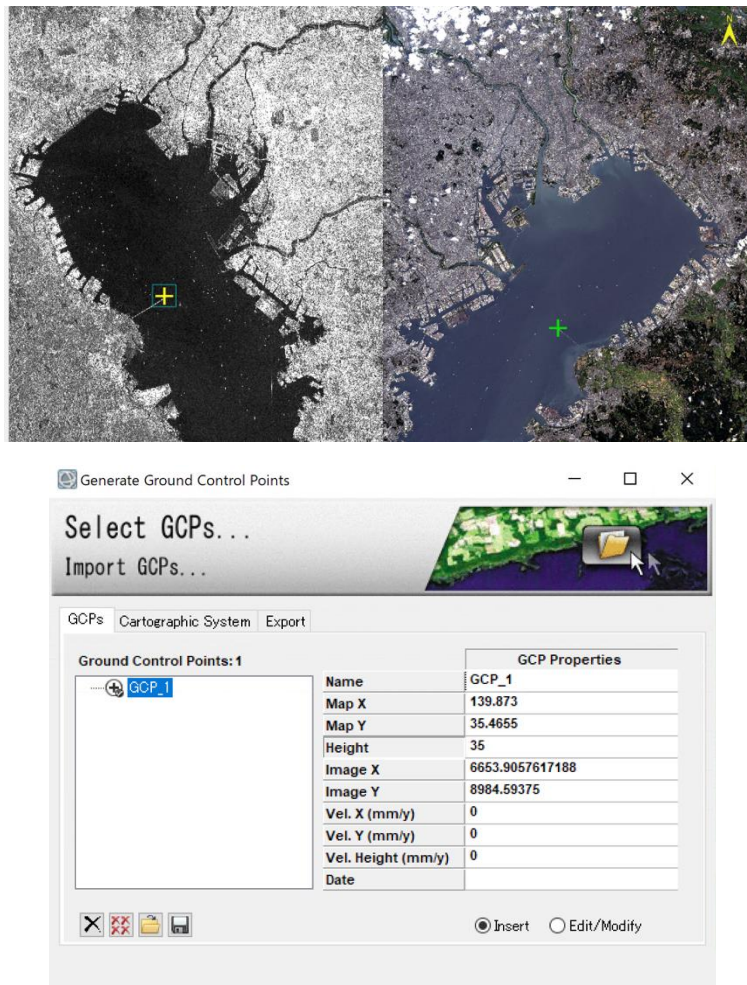 N
Generate Ground Control Points
Select GCPs...
Import GCPs...
GCPs Cartographic System Export
Ground Control Points:1
GCP_1
GCP Properties
Name GCP_1
Map X 139.873
Map Y 35.4655
Height 35
Image X 6653.9057617188
Image Y 8984.59375
Vel. X (mm/y) 0
Vel. Y (mm/y) 0
Vel. Height (mm/y) 0
Date
Insert Edit/Modify